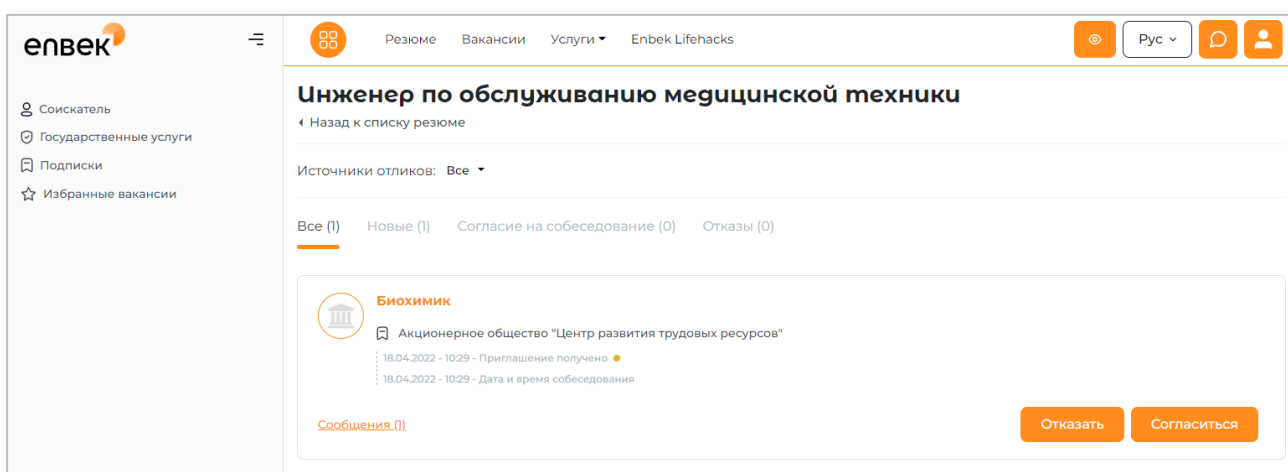 enbek
Резюме Вакансии Услуги Enbek Lifehacks Рус
Соискатель
Государственные услуги
Подписки
Избранные вакансии
Инженер по обслуживанию медицинской техники
Назад к списку резюме
Источники отликов: Все
Все (1) Новые (1) Согласие на собеседование (0) Отказы (0)
Биохимик
Акционерное общество "Центр развития трудовых ресурсов"
18.04.2022 - 10:29 - Приглашение получено
18.04.2022 - 10:29 - Дата и время собеседования
Сообщения (1) Отказать Согласиться